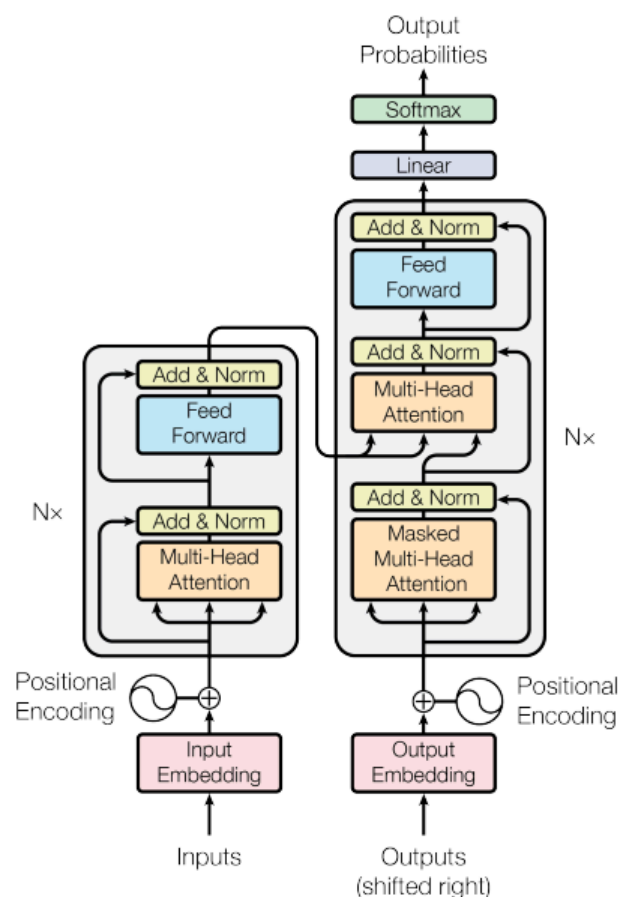 Output
Probabilities
Softmax
Linear
Add & Norm
Feed
Forward
Add & Norm
Multi-Head
Attention
Add & Norm
Masked
Multi-Head
Attention
N×
Add & Norm
Feed
Forward
N×
Add & Norm
Multi-Head
Attention
Positional
Encoding
Positional
Encoding
Input
Embedding
Output
Embedding
Inputs
Outputs
(shifted right)